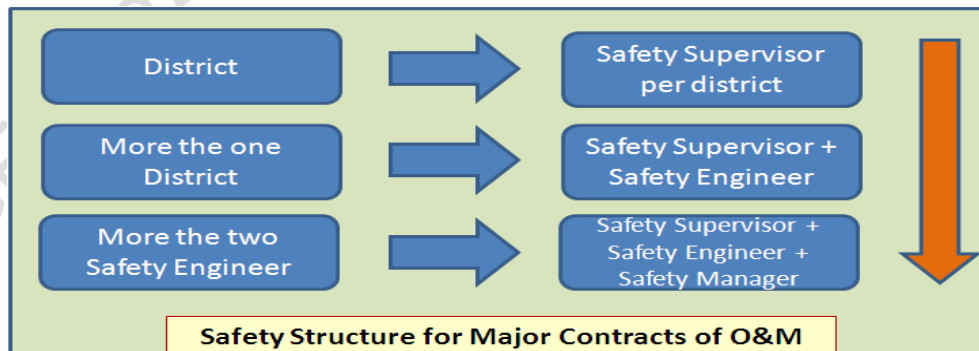 District
Safety Supervisor
per district
More the one
District
Safety Supervisor +
Safety Engineer
More the two
Safety Engineer
Safety Supervisor +
Safety Engineer +
Safety Manager
Safety Structure for Major Contracts of O&M